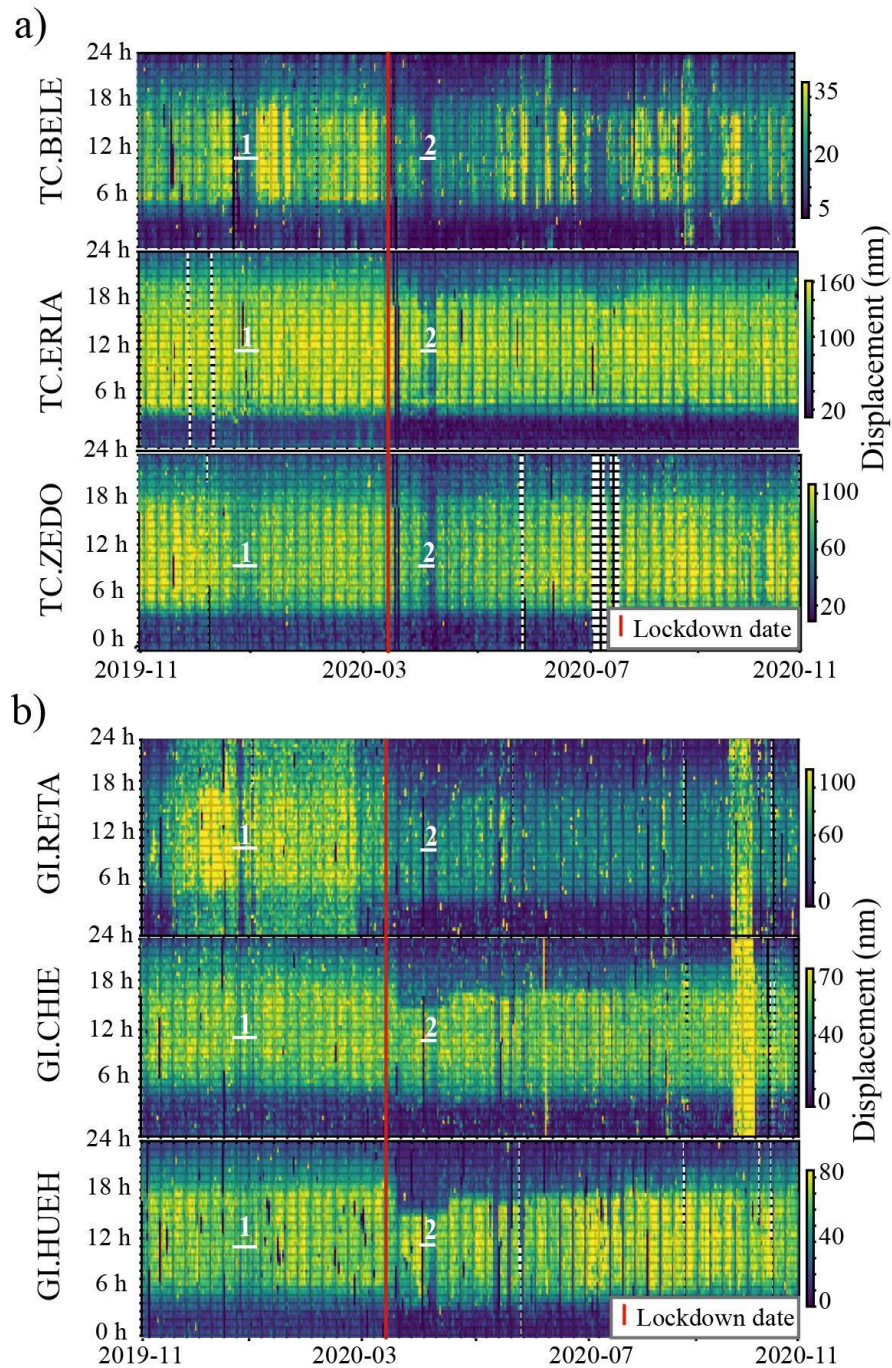 a)
24 h
18 h
12 h
6 h
TC.BELE
1
2
35
20
5
24 h
18 h
12 h
6 h
TC.ERIA
1
2
160
100
20
Displacement (nm)
24 h
18 h
12 h
6 h
0 h
TC.ZEDO
1
2
100
60
20
Lockdown date
2019-11
2020-03
2020-07
2020-11
b)
24 h
18 h
12 h
6 h
GI.RETA
1
2
100
60
0
24 h
18 h
12 h
6 h
GI.CHIE
1
2
70
40
0
Displacement (nm)
24 h
18 h
12 h
6 h
0 h
GI.HUEH
1
2
80
40
0
Lockdown date
2019-11
2020-03
2020-07
2020-11